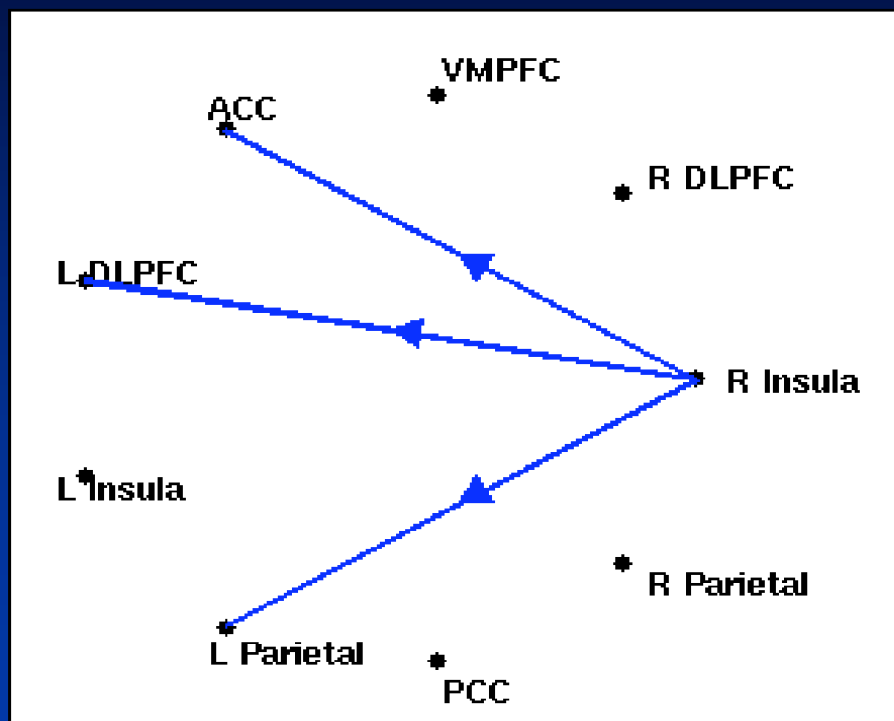 VMPFC
ACC
R DLPFC
L DLPFC
R Insula
L Insula
R Parietal
L Parietal
PCC